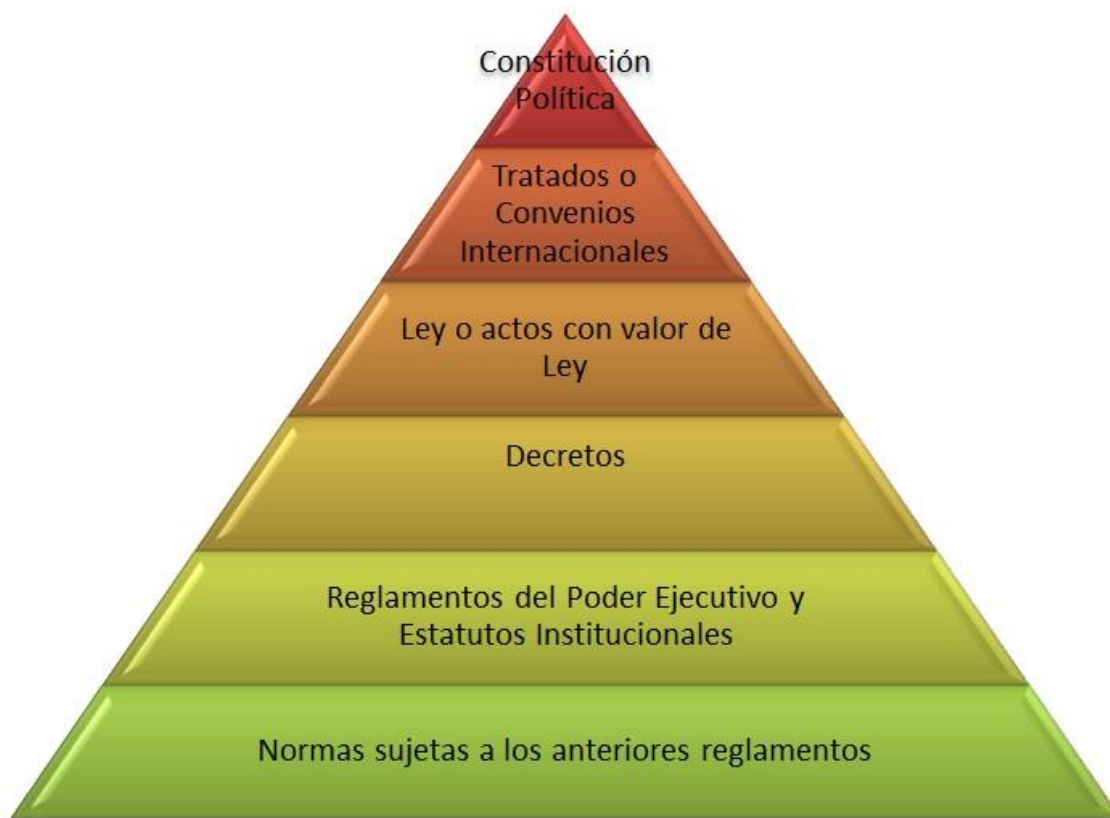 Constitución
Política
Tratados o
Convenios
Internacionales
Ley o actos con valor de
Ley
Decretos
Reglamentos del Poder Ejecutivo y
Estatutos Institucionales
Normas sujetas a los anteriores reglamentos